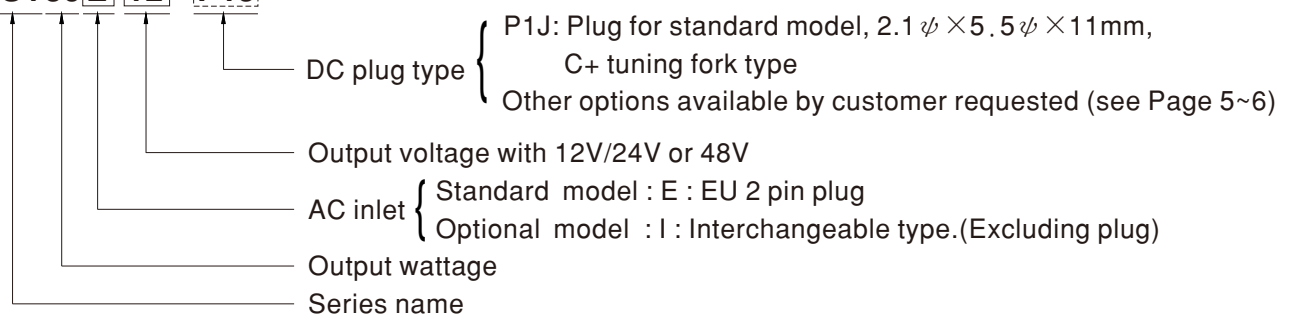 DC plug type { P1J: Plug for standard model, 2.1ψ×5.5ψ×11mm,
C+ tuning fork type
Other options available by customer requested (see Page 5~6)
Output voltage with 12V/24V or 48V
AC inlet { Standard model : E : EU 2 pin plug
Optional model : I : Interchangeable type.(Excluding plug)
Output wattage
Series name